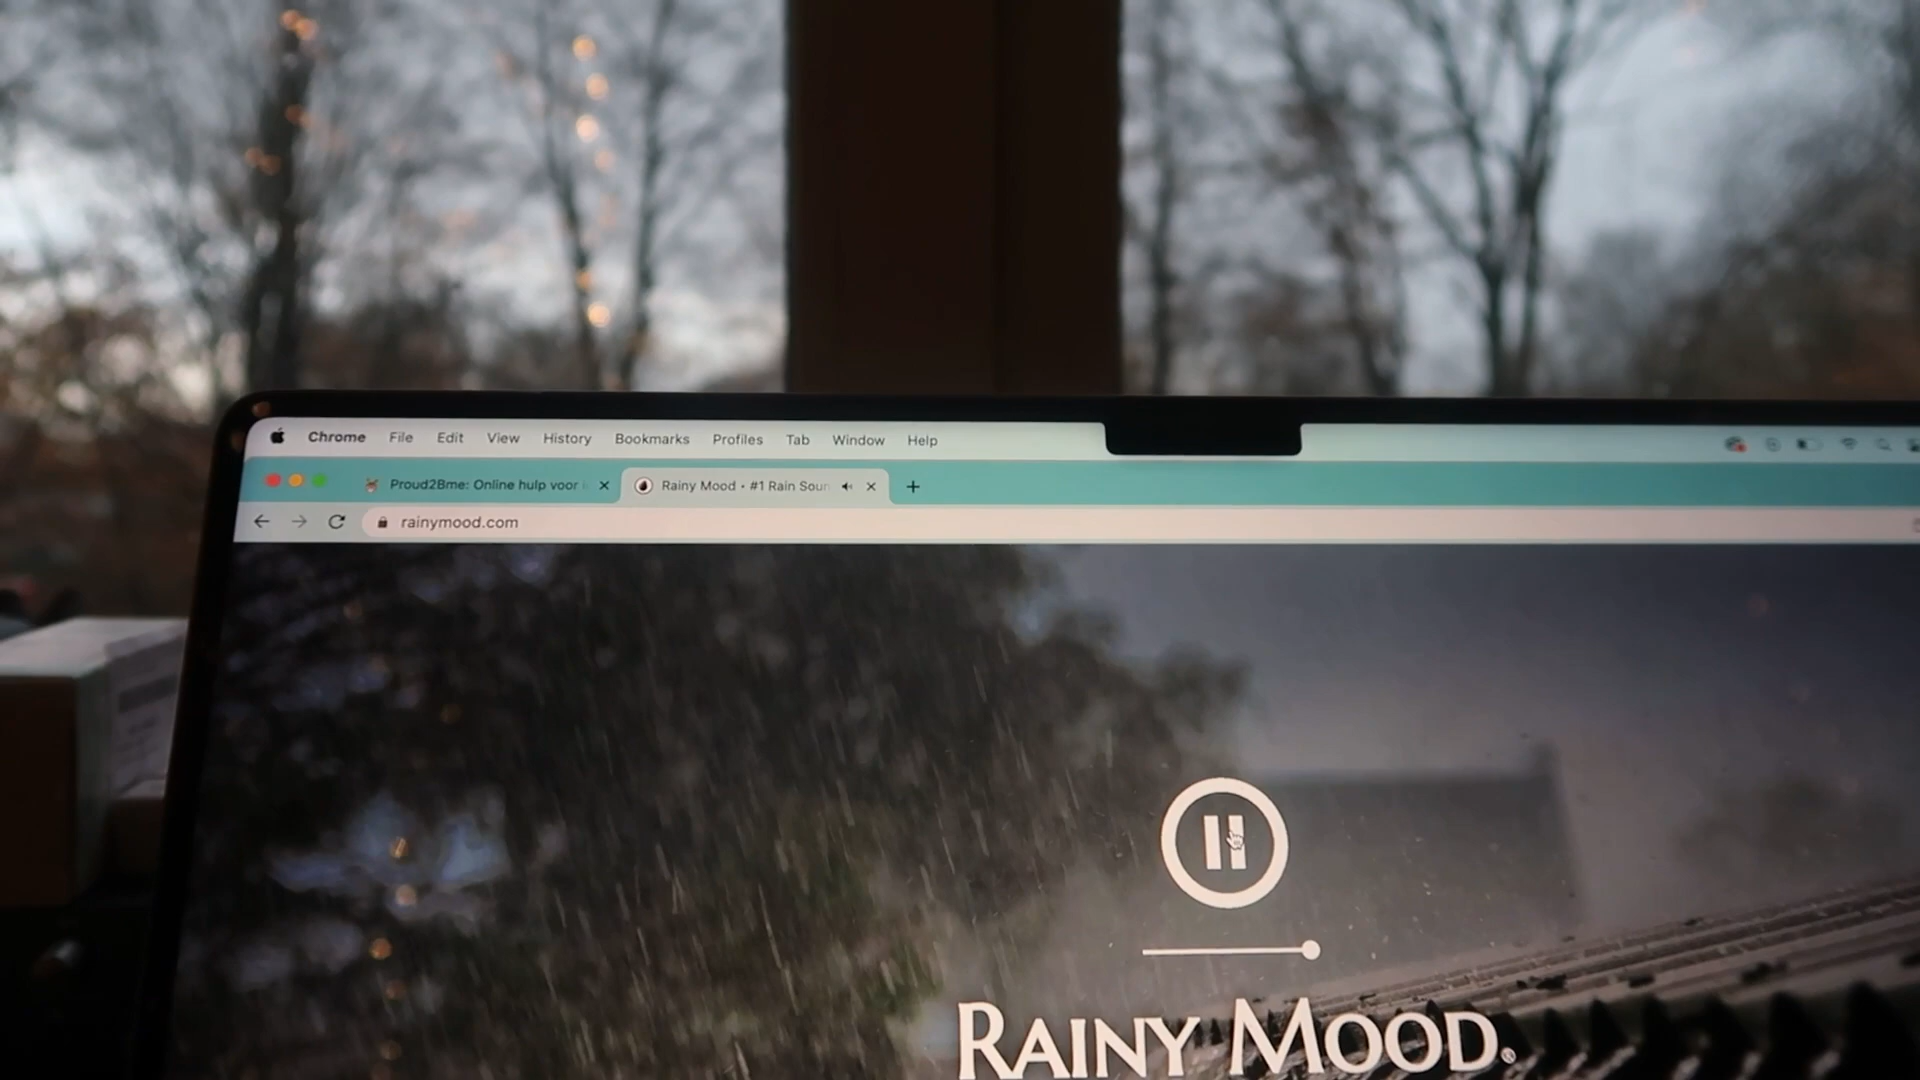 Chrome File Edit View History Bookmarks Profiles Tab Window Help
Proud2Bme: Online hulp voor
Rainy Mood • #1 Rain Soun
rainymood.com
RAINY MOOD.®